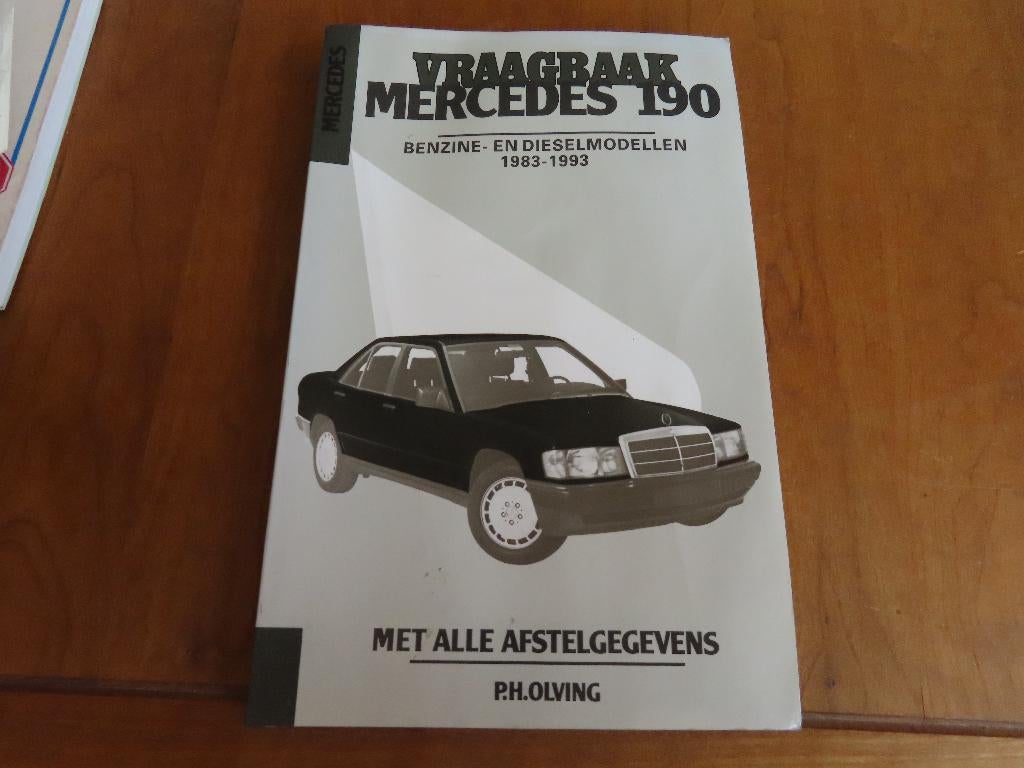 MERCEDES
VRAAGBAAK
MERCEDES 190
BENZINE- EN DIESELMODELLEN
1983-1993
MET ALLE AFSTELGEGEVENS
P.H.OLVING